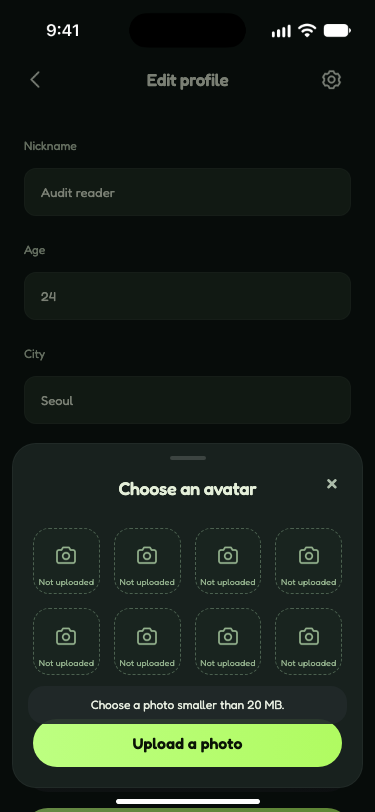 9:41
Edit profile
Nickname
Audit reader
Age
24
City
Seoul
Choose an avatar
Not uploaded Not uploaded Not uploaded Not uploaded
Not uploaded Not uploaded Not uploaded Not uploaded
Choose a photo smaller than 20 MB.
Upload a photo